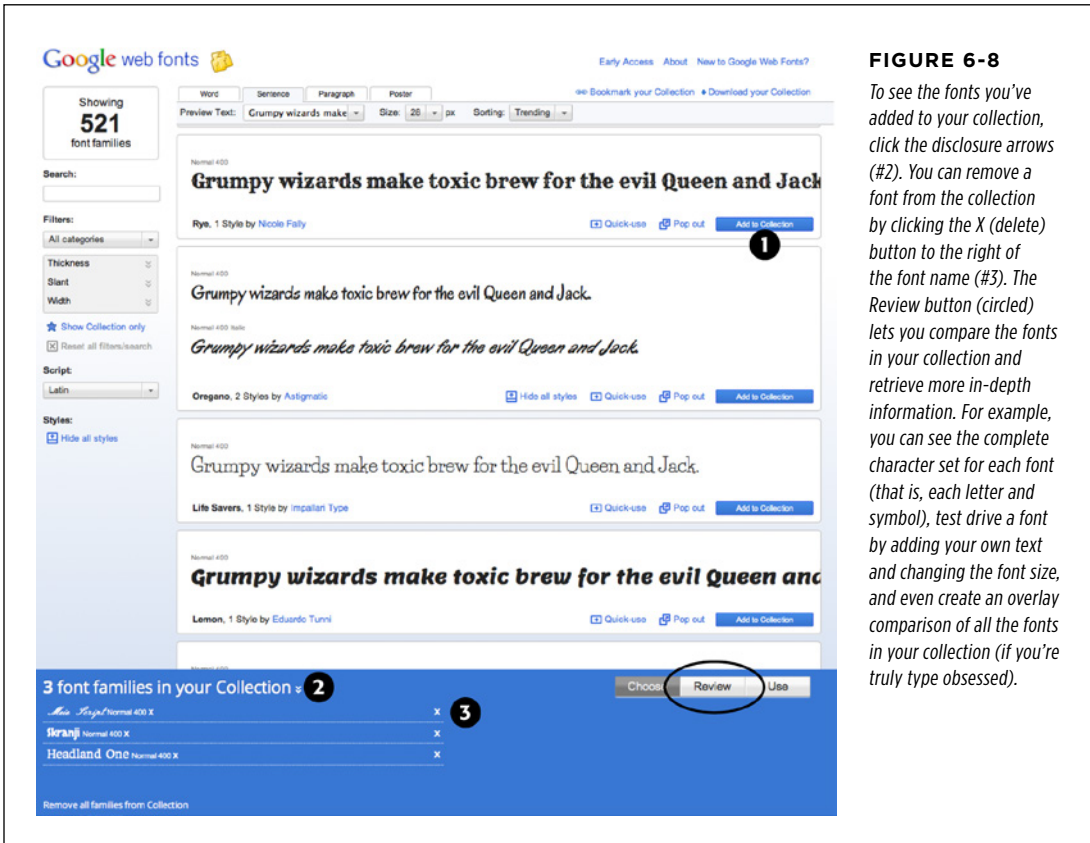 Google web fonts
Early Access About New to Google Web Fonts?
Showing
521
font families
Word Sentence Paragraph Poster
Bookmark your Collection Download your Collection
Preview Text: Grumpy wizards make Size: 28 px Sorting: Trending
Search:
Filters:
All categories
Thickness
Slant
Width
Show Collection only
Reset all filters/search
Script:
Latin
Styles:
Hide all styles
Normal 400
Grumpy wizards make toxic brew for the evil Queen and Jack
Rye, 1 Style by Nicole Fally Quick-use Pop out Add to Collection
1
Normal 400
Grumpy wizards make toxic brew for the evil Queen and Jack.
Normal 400 Italic
Grumpy wizards make toxic brew for the evil Queen and Jack.
Oregano, 2 Styles by Astigmatic Hide all styles Quick-use Pop out Add to Collection
Normal 400
Grumpy wizards make toxic brew for the evil Queen and Jack.
Life Savers, 1 Style by Impallari Type Quick-use Pop out Add to Collection
Normal 400
Grumpy wizards make toxic brew for the evil Queen and
Lemon, 1 Style by Eduardo Tunni Quick-use Pop out Add to Collection
Normal 400
3 font families in your Collection 2
Choose Review Use
Script Normal 400 X X 3
Skranji Normal 400 X X
Headland One Normal 400 X X
Remove all families from Collection
FIGURE 6-8
To see the fonts you've
added to your collection,
click the disclosure arrows
(#2). You can remove a
font from the collection
by clicking the X (delete)
button to the right of
the font name (#3). The
Review button (circled)
lets you compare the fonts
in your collection and
retrieve more in-depth
information. For example,
you can see the complete
character set for each font
(that is, each letter and
symbol), test drive a font
by adding your own text
and changing the font size,
and even create an overlay
comparison of all the fonts
in your collection (if you're
truly type obsessed).